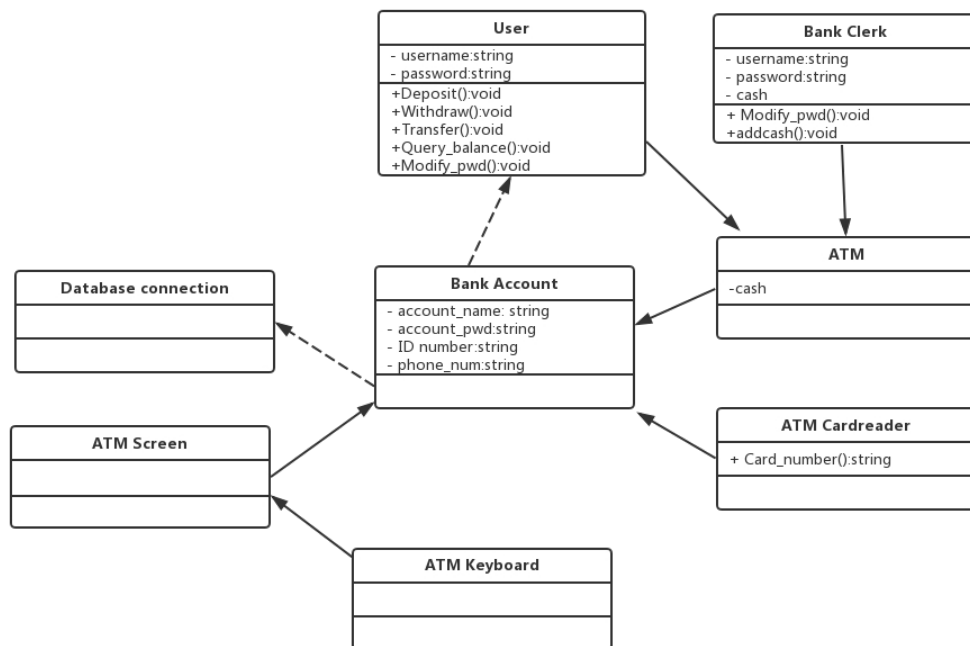 User
- username:string
- password:string
+Deposit():void
+Withdraw():void
+Transfer():void
+Query_balance():void
+Modify_pwd():void
Bank Clerk
- username:string
- password:string
- cash
+ Modify_pwd():void
+addcash():void
ATM
-cash
Database connection
Bank Account
- account_name: string
- account_pwd:string
- ID number:string
- phone_num:string
ATM Screen
ATM Cardreader
+ Card_number():string
ATM Keyboard